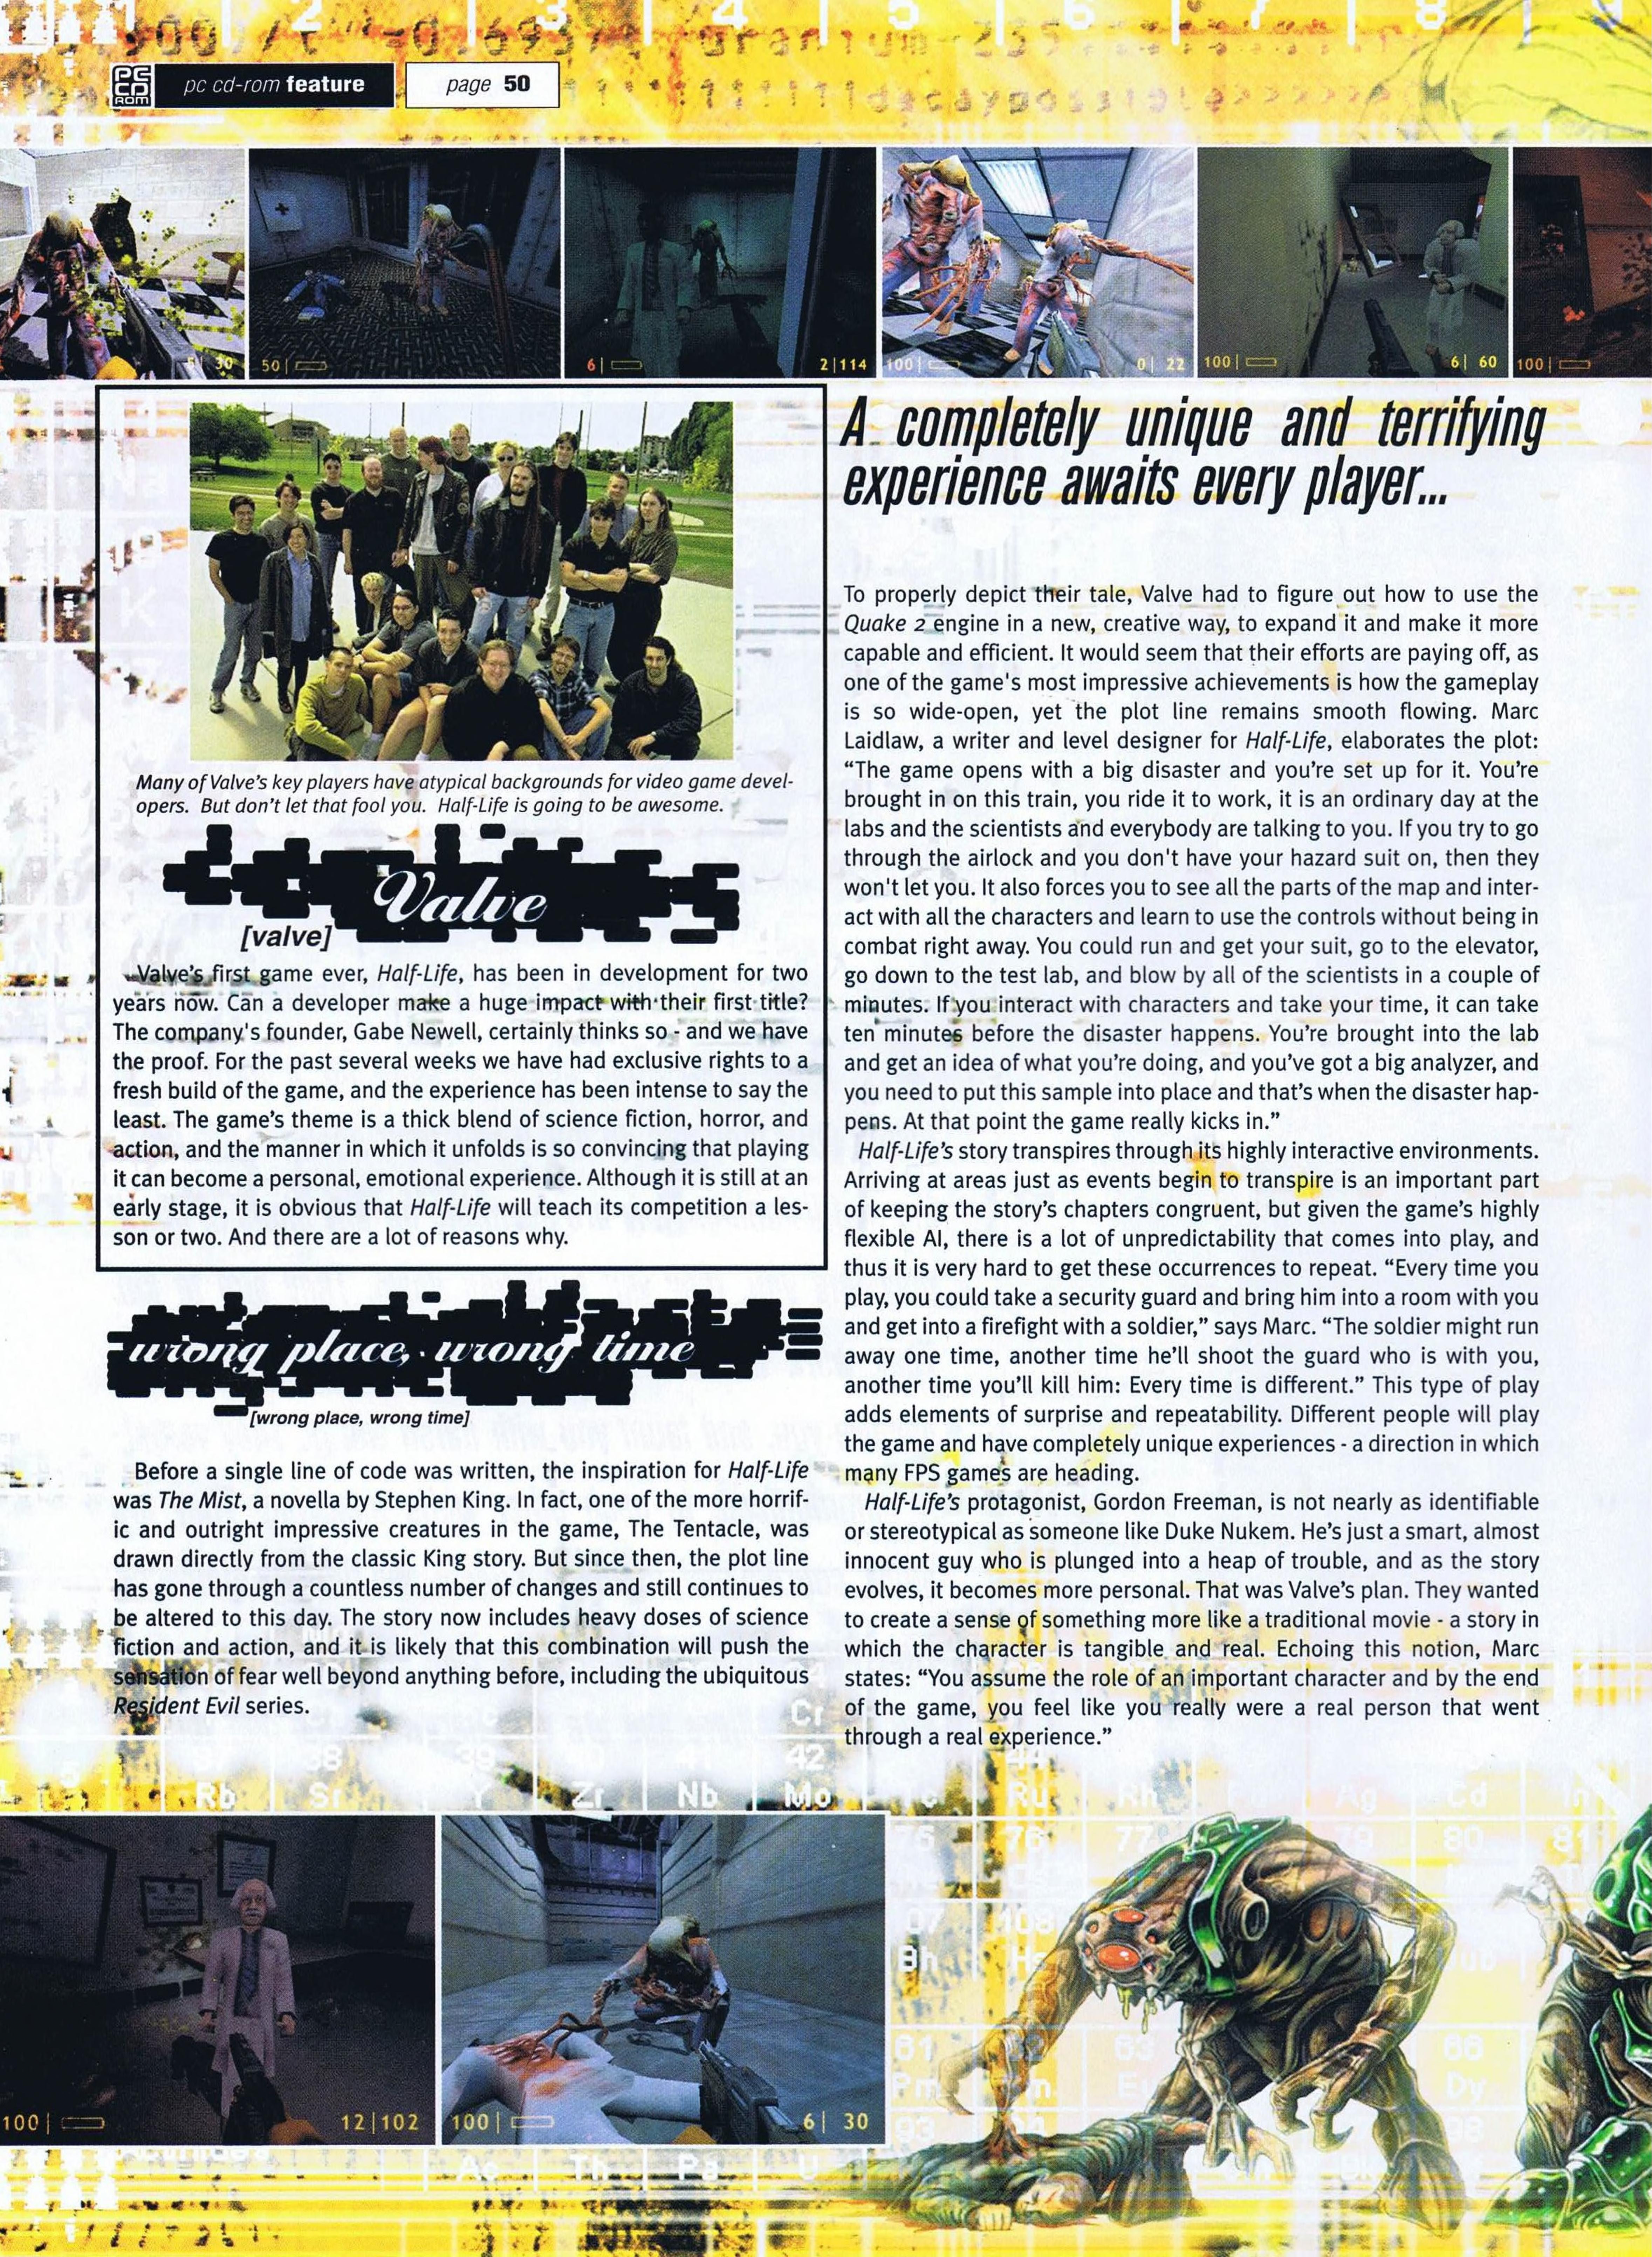 PC CD ROM
pc cd-rom feature
page 50
5| 30
50|
6|
2|114
100|
0| 22
100|
6| 60
100|
Many of Valve's key players have atypical backgrounds for video game devel-
opers. But don't let that fool you. Half-Life is going to be awesome.
Valve
[valve]
Valve's first game ever, Half-Life, has been in development for two
years now. Can a developer make a huge impact with their first title?
The company's founder, Gabe Newell, certainly thinks so - and we have
the proof. For the past several weeks we have had exclusive rights to a
fresh build of the game, and the experience has been intense to say the
least. The game's theme is a thick blend of science fiction, horror, and
action, and the manner in which it unfolds is so convincing that playing
it can become a personal, emotional experience. Although it is still at an
early stage, it is obvious that Half-Life will teach its competition a les-
son or two. And there are a lot of reasons why.
wrong place, wrong time
[wrong place, wrong time]
Before a single line of code was written, the inspiration for Half-Life
was The Mist, a novella by Stephen King. In fact, one of the more horrif-
ic and outright impressive creatures in the game, The Tentacle, was
drawn directly from the classic King story. But since then, the plot line
has gone through a countless number of changes and still continues to
be altered to this day. The story now includes heavy doses of science
fiction and action, and it is likely that this combination will push the
sensation of fear well beyond anything before, including the ubiquitous
Resident Evil series.
A completely unique and terrifying
experience awaits every player...
To properly depict their tale, Valve had to figure out how to use the
Quake 2 engine in a new, creative way, to expand it and make it more
capable and efficient. It would seem that their efforts are paying off, as
one of the game's most impressive achievements is how the gameplay
is so wide-open, yet the plot line remains smooth flowing. Marc
Laidlaw, a writer and level designer for Half-Life, elaborates the plot:
“The game opens with a big disaster and you're set up for it. You're
brought in on this train, you ride it to work, it is an ordinary day at the
labs and the scientists and everybody are talking to you. If you try to go
through the airlock and you don't have your hazard suit on, then they
won't let you. It also forces you to see all the parts of the map and inter-
act with all the characters and learn to use the controls without being in
combat right away. You could run and get your suit, go to the elevator,
go down to the test lab, and blow by all of the scientists in a couple of
minutes. If you interact with characters and take your time, it can take
ten minutes before the disaster happens. You're brought into the lab
and get an idea of what you're doing, and you've got a big analyzer, and
you need to put this sample into place and that's when the disaster hap-
pens. At that point the game really kicks in.”
Half-Life's story transpires through its highly interactive environments.
Arriving at areas just as events begin to transpire is an important part
of keeping the story's chapters congruent, but given the game's highly
flexible AI, there is a lot of unpredictability that comes into play, and
thus it is very hard to get these occurrences to repeat. “Every time you
play, you could take a security guard and bring him into a room with you
and get into a firefight with a soldier,” says Marc. “The soldier might run
away one time, another time he'll shoot the guard who is with you,
another time you'll kill him: Every time is different.” This type of play
adds elements of surprise and repeatability. Different people will play
the game and have completely unique experiences - a direction in which
many FPS games are heading.
Half-Life's protagonist, Gordon Freeman, is not nearly as identifiable
or stereotypical as someone like Duke Nukem. He's just a smart, almost
innocent guy who is plunged into a heap of trouble, and as the story
evolves, it becomes more personal. That was Valve's plan. They wanted
to create a sense of something more like a traditional movie - a story in
which the character is tangible and real. Echoing this notion, Marc
states: “You assume the role of an important character and by the end
of the game, you feel like you really were a real person that went
through a real experience.”
100|
12|102
100|
6| 30